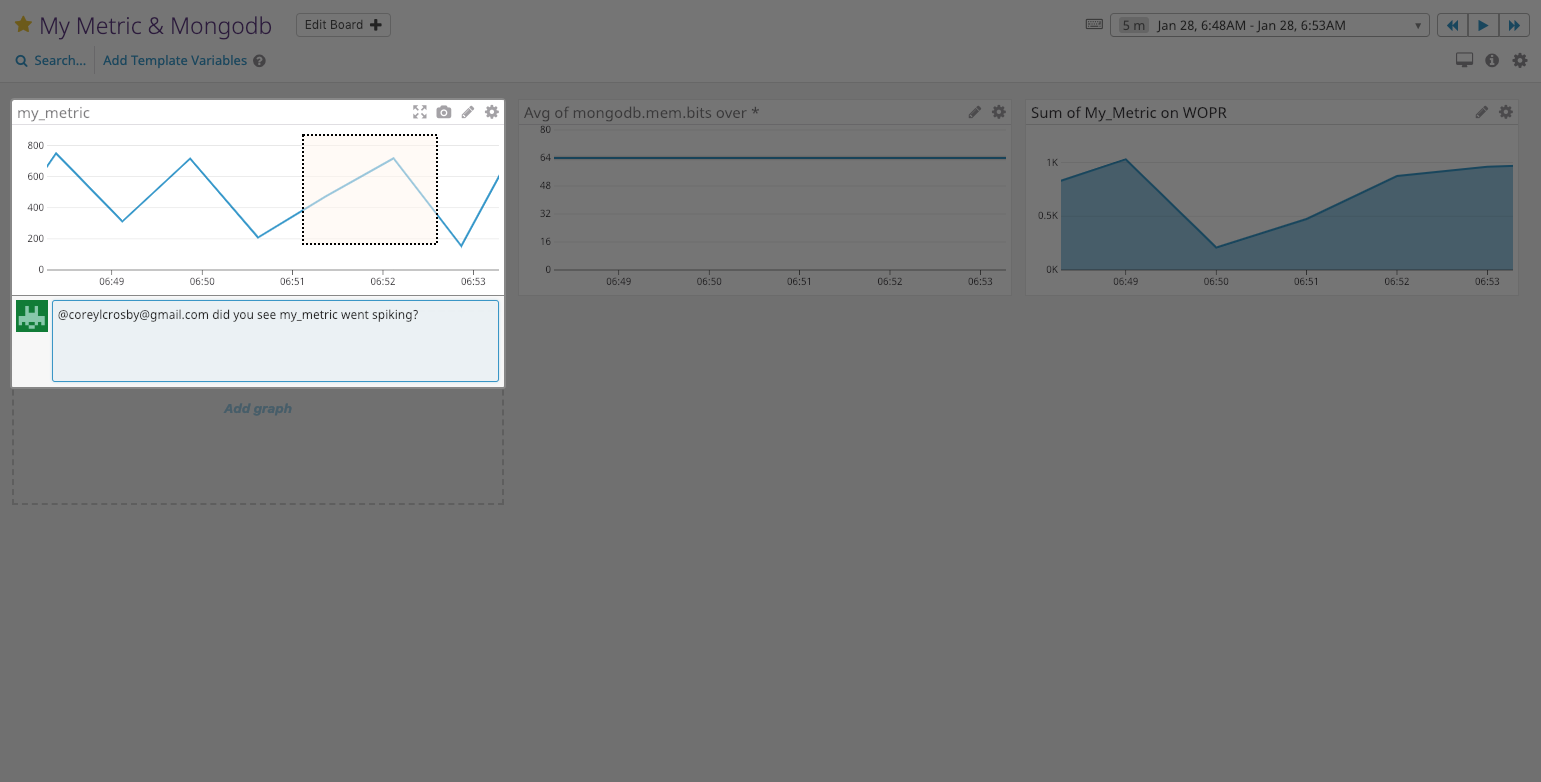 My Metric & Mongodb
Edit Board
5 m Jan 28, 6:48AM - Jan 28, 6:53AM
Search...
Add Template Variables
my_metric
800
600
400
200
0
06:49 06:50 06:51 06:52 06:53
@coreylcrosby@gmail.com did you see my_metric went spiking?
Add graph
Avg of mongodb.mem.bits over *
80
64
48
32
16
0
06:49 06:50 06:51 06:52 06:53
Sum of My_Metric on WOPR
1K
0.5K
0K
06:49 06:50 06:51 06:52 06:53